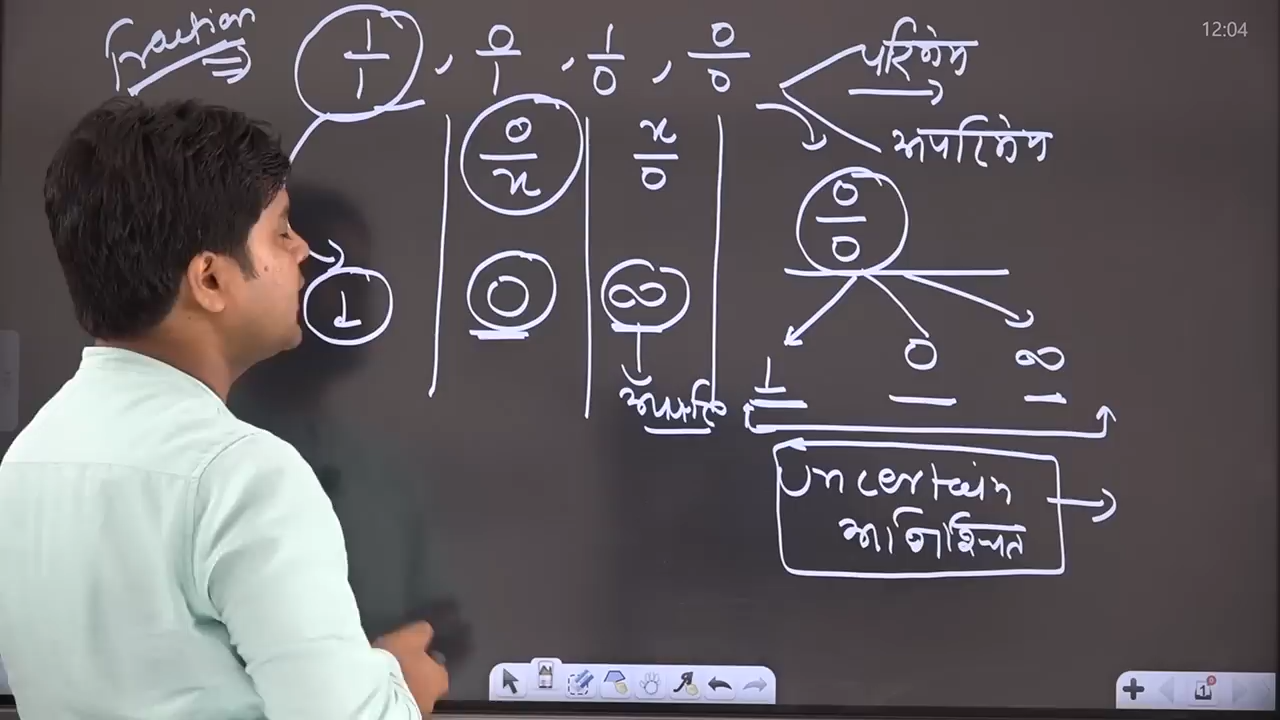 12:04
fraction ⇒ 1/1 , 0/1 , 1/0 , 0/0
परिमेय
अपरिमेय
0/x x/0 0/0
1 0 ∞
1 0 ∞
Uncertain
अनिश्चित
1